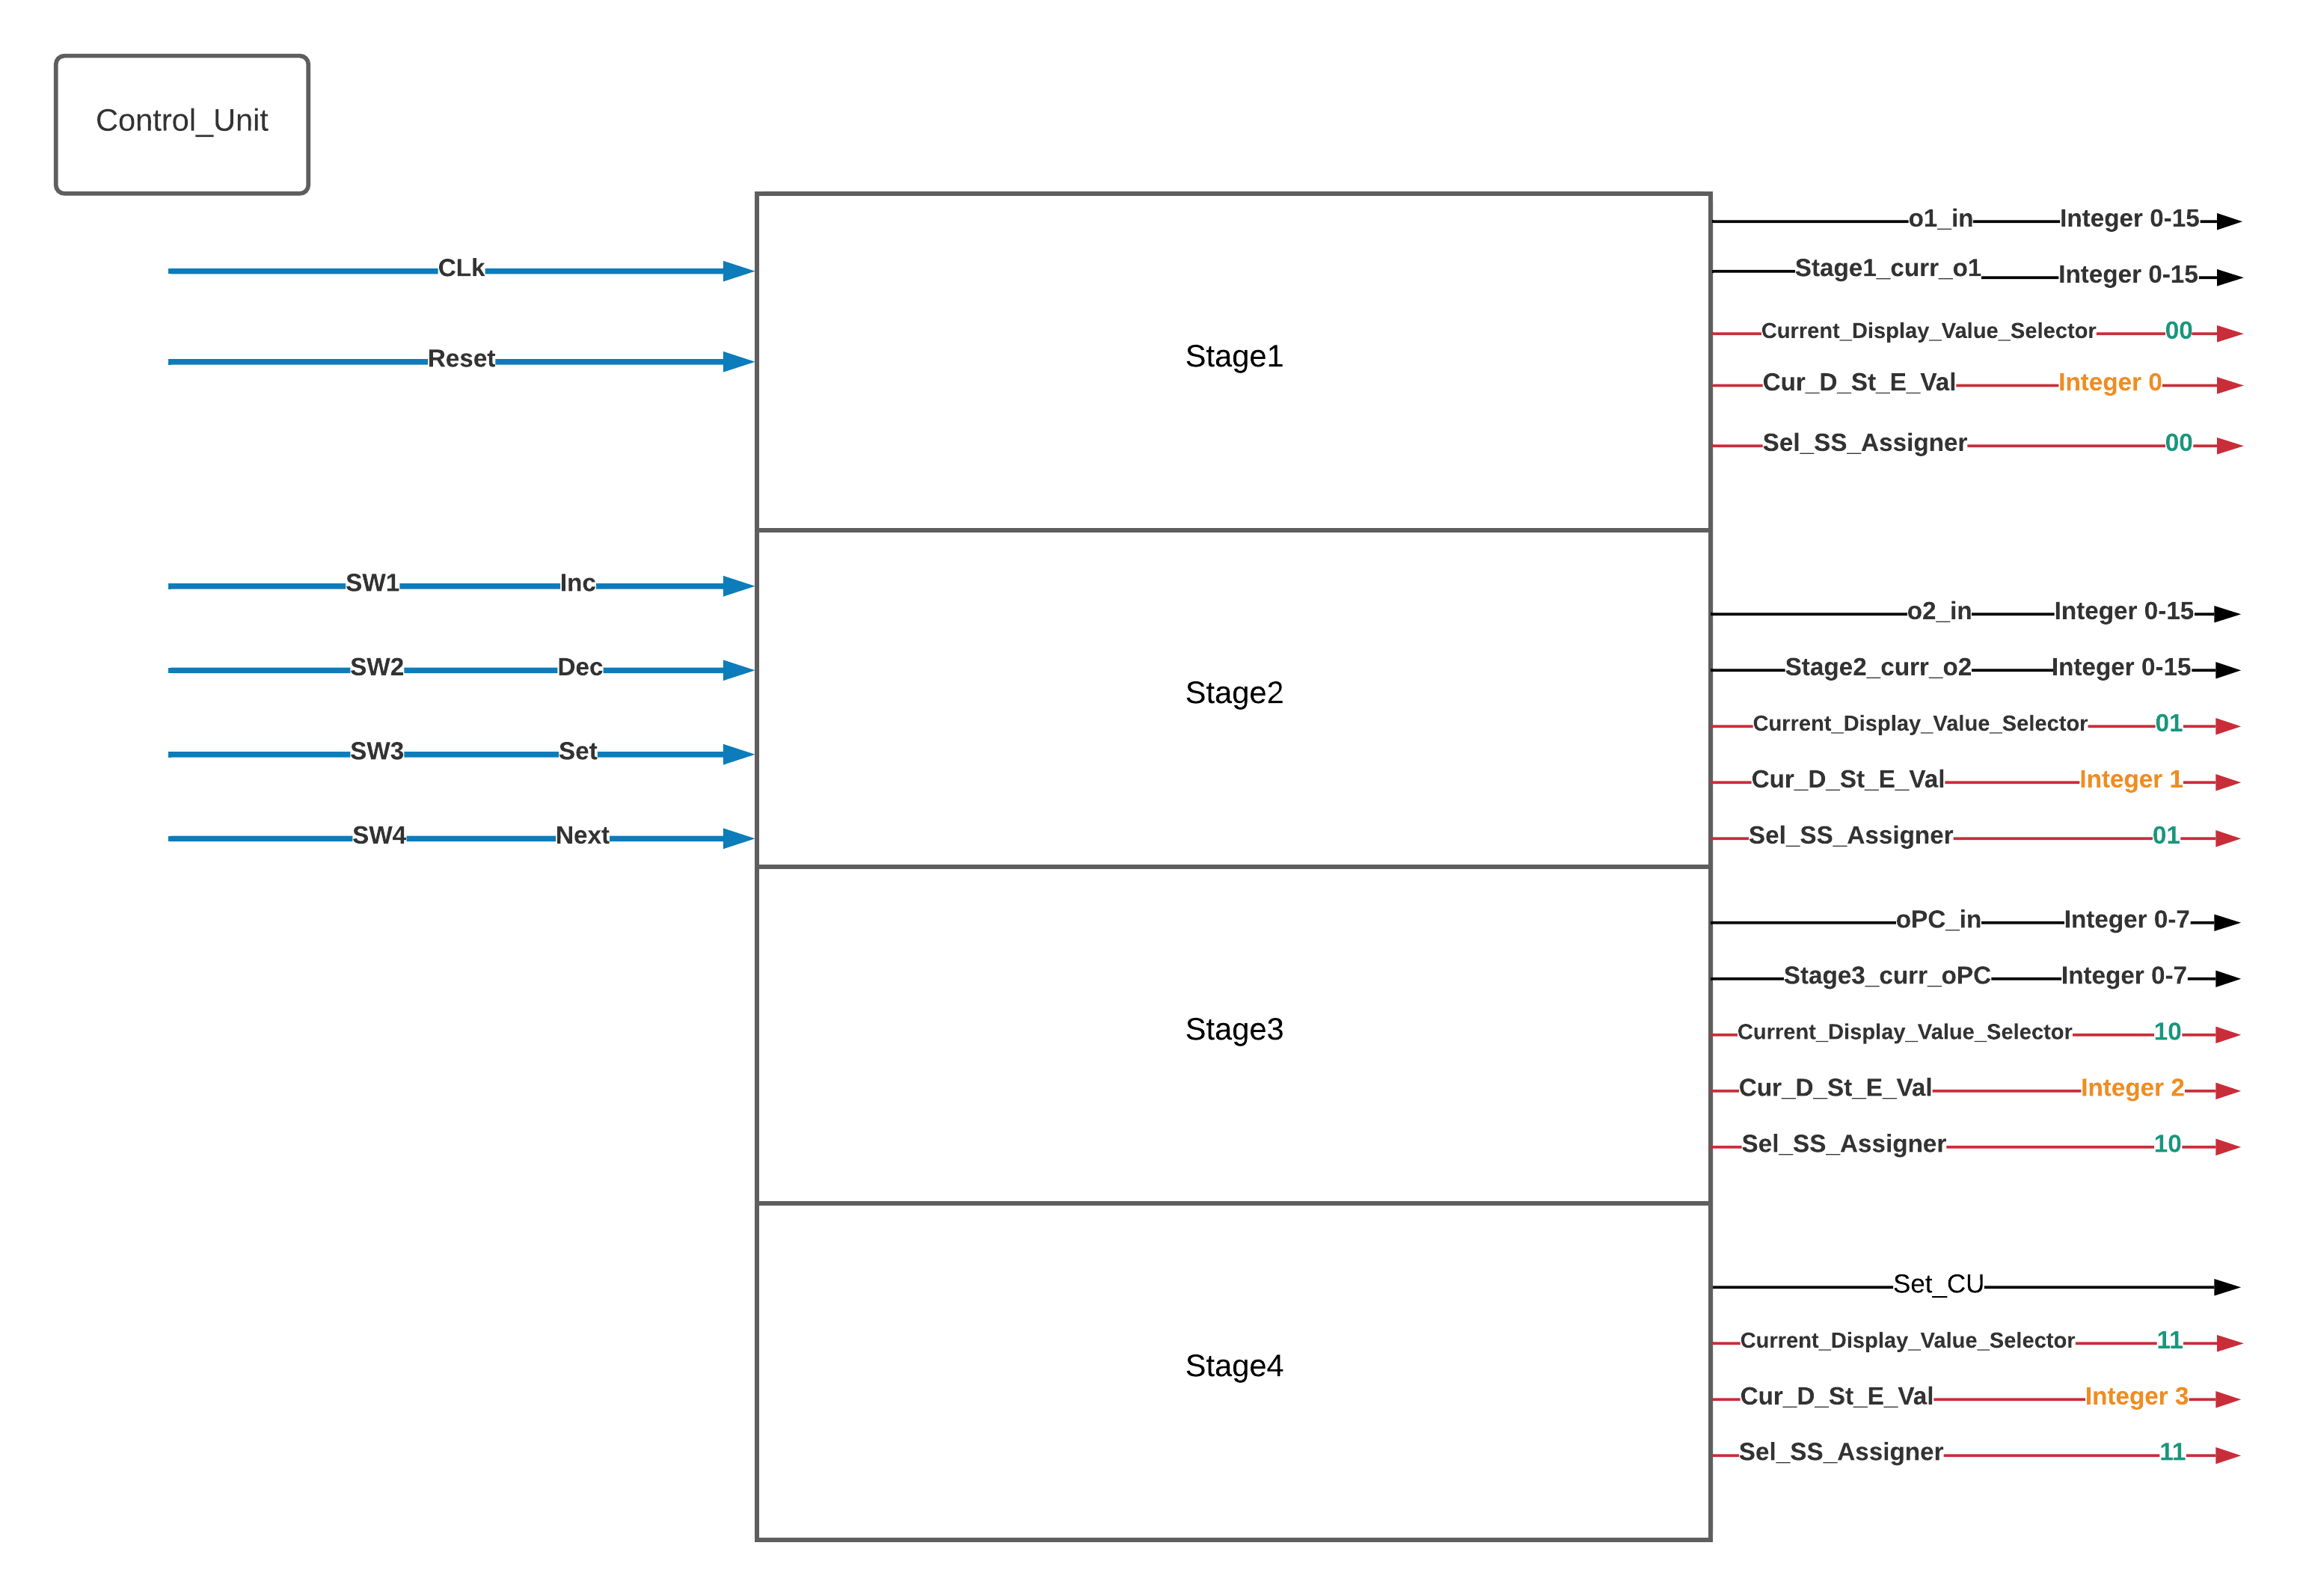 Control_Unit
CLk
Reset
SW1 Inc
SW2 Dec
SW3 Set
SW4 Next
Stage1
o1_in Integer 0-15
Stage1_curr_o1 Integer 0-15
Current_Display_Value_Selector 00
Cur_D_St_E_Val Integer 0
Sel_SS_Assigner 00
Stage2
o2_in Integer 0-15
Stage2_curr_o2 Integer 0-15
Current_Display_Value_Selector 01
Cur_D_St_E_Val Integer 1
Sel_SS_Assigner 01
Stage3
oPC_in Integer 0-7
Stage3_curr_oPC Integer 0-7
Current_Display_Value_Selector 10
Cur_D_St_E_Val Integer 2
Sel_SS_Assigner 10
Stage4
Set_CU
Current_Display_Value_Selector 11
Cur_D_St_E_Val Integer 3
Sel_SS_Assigner 11